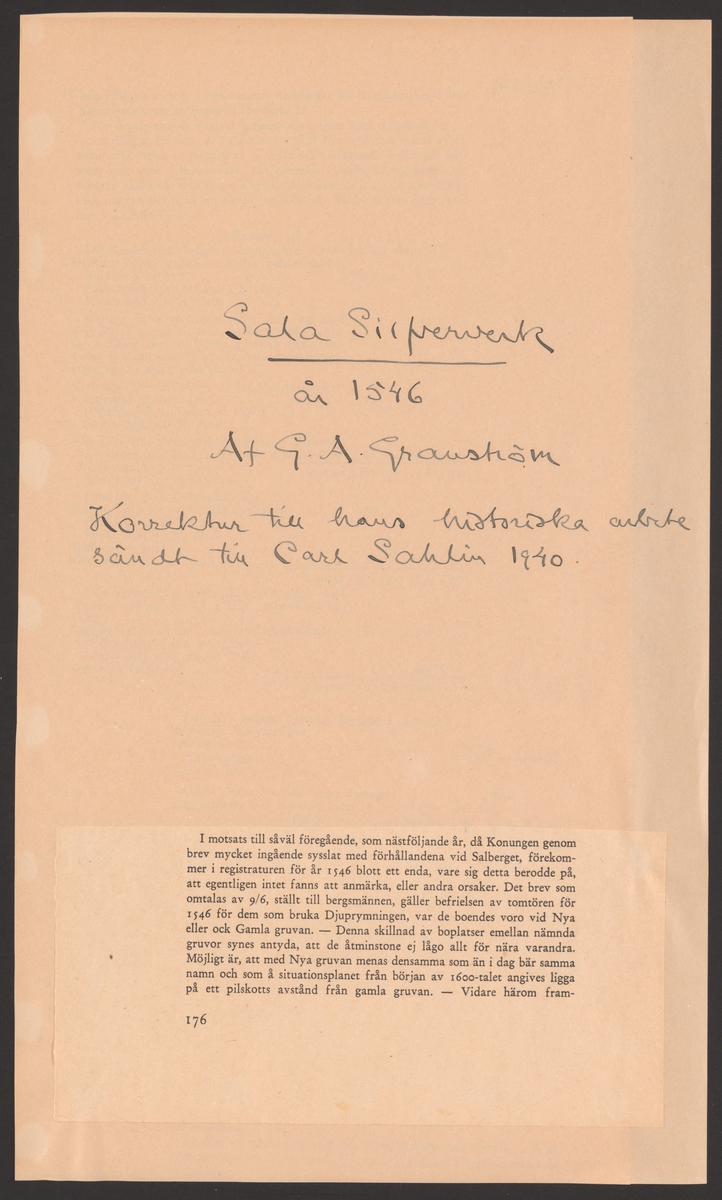 Sala Silfververk
år 1546
Af G. A. Granström
Korrektur till hans historiska arbete
sändt till Carl Sahlin 1940.
I motsats till såväl föregående, som nästföljande år, då Konungen genom
brev mycket ingående sysslat med förhållandena vid Salberget, förekom-
mer i registraturen för år 1546 blott ett enda, vare sig detta berodde på,
att egentligen intet fanns att anmärka, eller andra orsaker. Det brev som
omtalas av 9/6, ställt till bergsmännen, gäller befrielsen av tomtören för
1546 för dem som bruka Djuprymningen, var de boendes voro vid Nya
eller ock Gamla gruvan. — Denna skillnad av boplatser emellan nämnda
gruvor synes antyda, att de åtminstone ej lågo allt för nära varandra.
Möjligt är, att med Nya gruvan menas densamma som än i dag bär samma
namn och som å situationsplanet från början av 1600-talet angives ligga
på ett pilskotts avstånd från gamla gruvan. — Vidare härom fram-
176